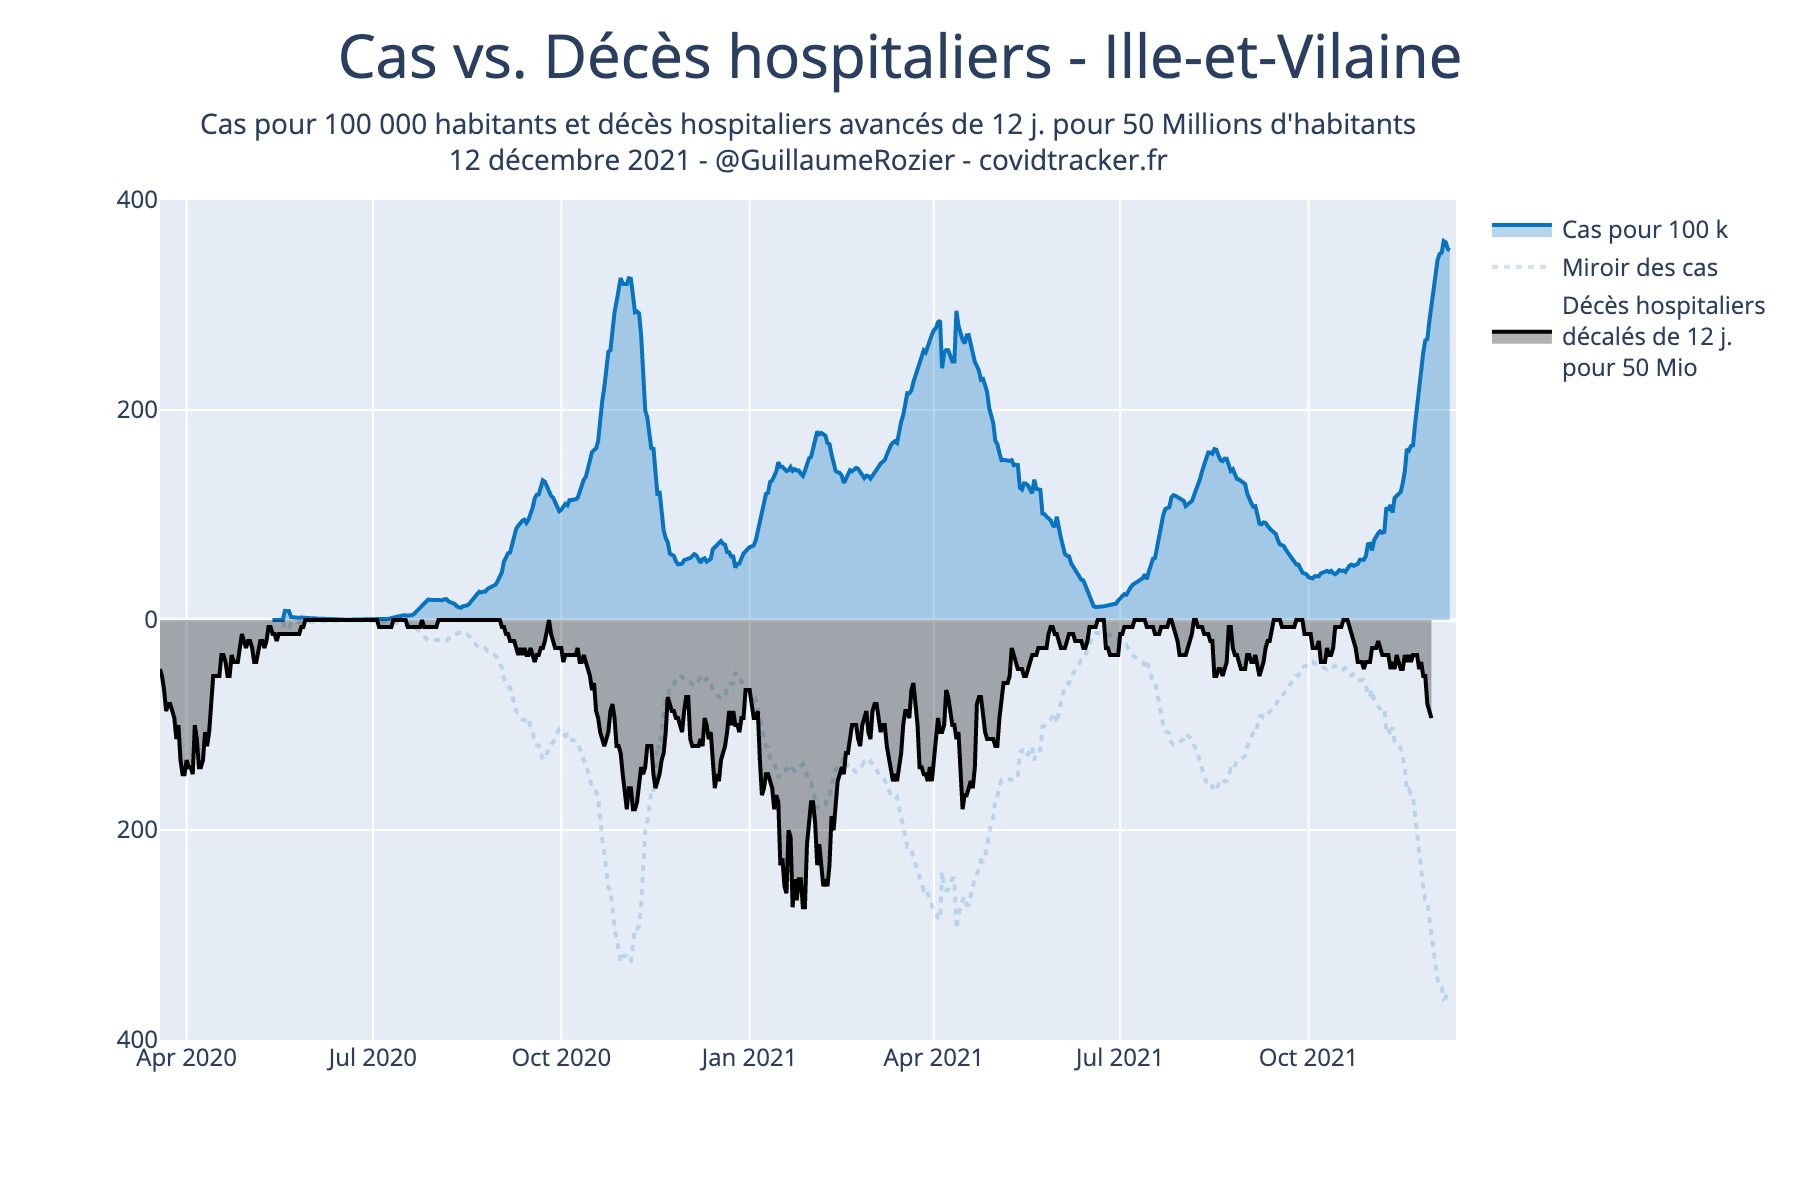 Cas vs. Décès hospitaliers - Ille-et-Vilaine
Cas pour 100 000 habitants et décès hospitaliers avancés de 12 j. pour 50 Millions d'habitants
12 décembre 2021 - @GuillaumeRozier - covidtracker.fr
400
200
0
200
400
Apr 2020
Jul 2020
Oct 2020
Jan 2021
Apr 2021
Jul 2021
Oct 2021
Cas pour 100 k
Miroir des cas
Décès hospitaliers
décalés de 12 j.
pour 50 Mio